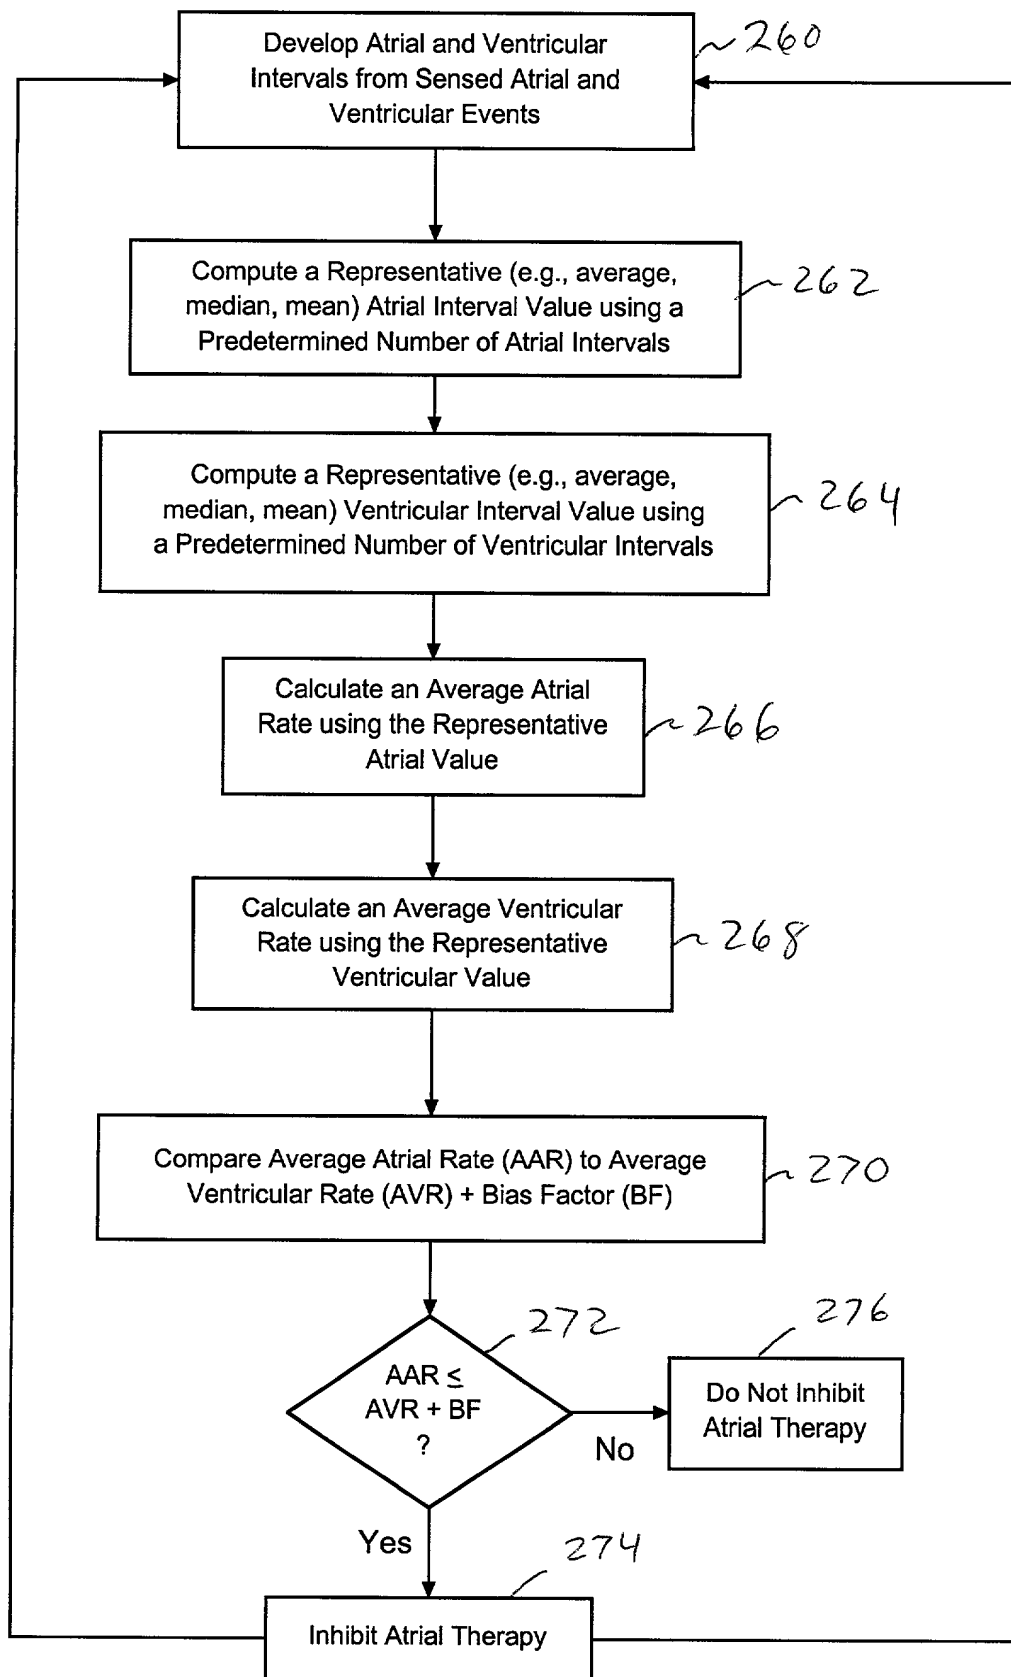 Develop Atrial and Ventricular
Intervals from Sensed Atrial and
Ventricular Events
260
Compute a Representative (e.g., average,
median, mean) Atrial Interval Value using a
Predetermined Number of Atrial Intervals
262
Compute a Representative (e.g., average,
median, mean) Ventricular Interval Value using
a Predetermined Number of Ventricular Intervals
264
Calculate an Average Atrial
Rate using the Representative
Atrial Value
266
Calculate an Average Ventricular
Rate using the Representative
Ventricular Value
268
Compare Average Atrial Rate (AAR) to Average
Ventricular Rate (AVR) + Bias Factor (BF)
270
272
AAR ≤
AVR + BF
?
No
276
Do Not Inhibit
Atrial Therapy
Yes
274
Inhibit Atrial Therapy